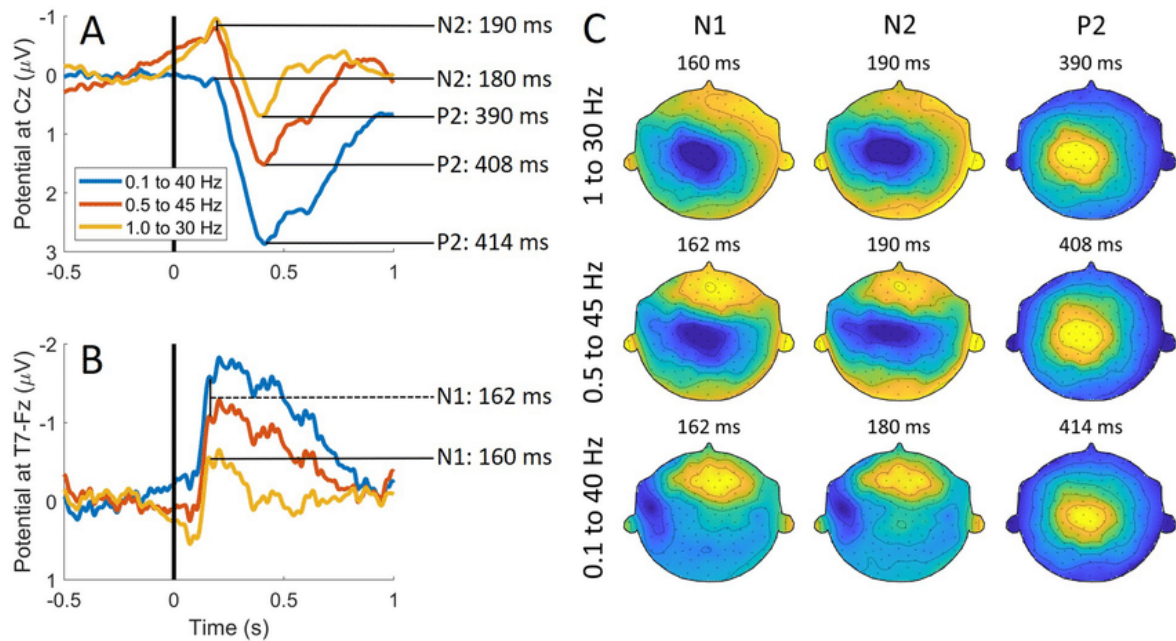 A
Potential at Cz (µV)
-1
0
1
2
3
-0.5
0
0.5
1
0.1 to 40 Hz
0.5 to 45 Hz
1.0 to 30 Hz
N2: 190 ms
N2: 180 ms
P2: 390 ms
P2: 408 ms
P2: 414 ms
B
Potential at T7-Fz (µV)
-2
-1
0
1
-0.5
0
0.5
1
Time (s)
N1: 162 ms
N1: 160 ms
C
N1 N2 P2
1 to 30 Hz
160 ms 190 ms 390 ms
0.5 to 45 Hz
162 ms 190 ms 408 ms
0.1 to 40 Hz
162 ms 180 ms 414 ms